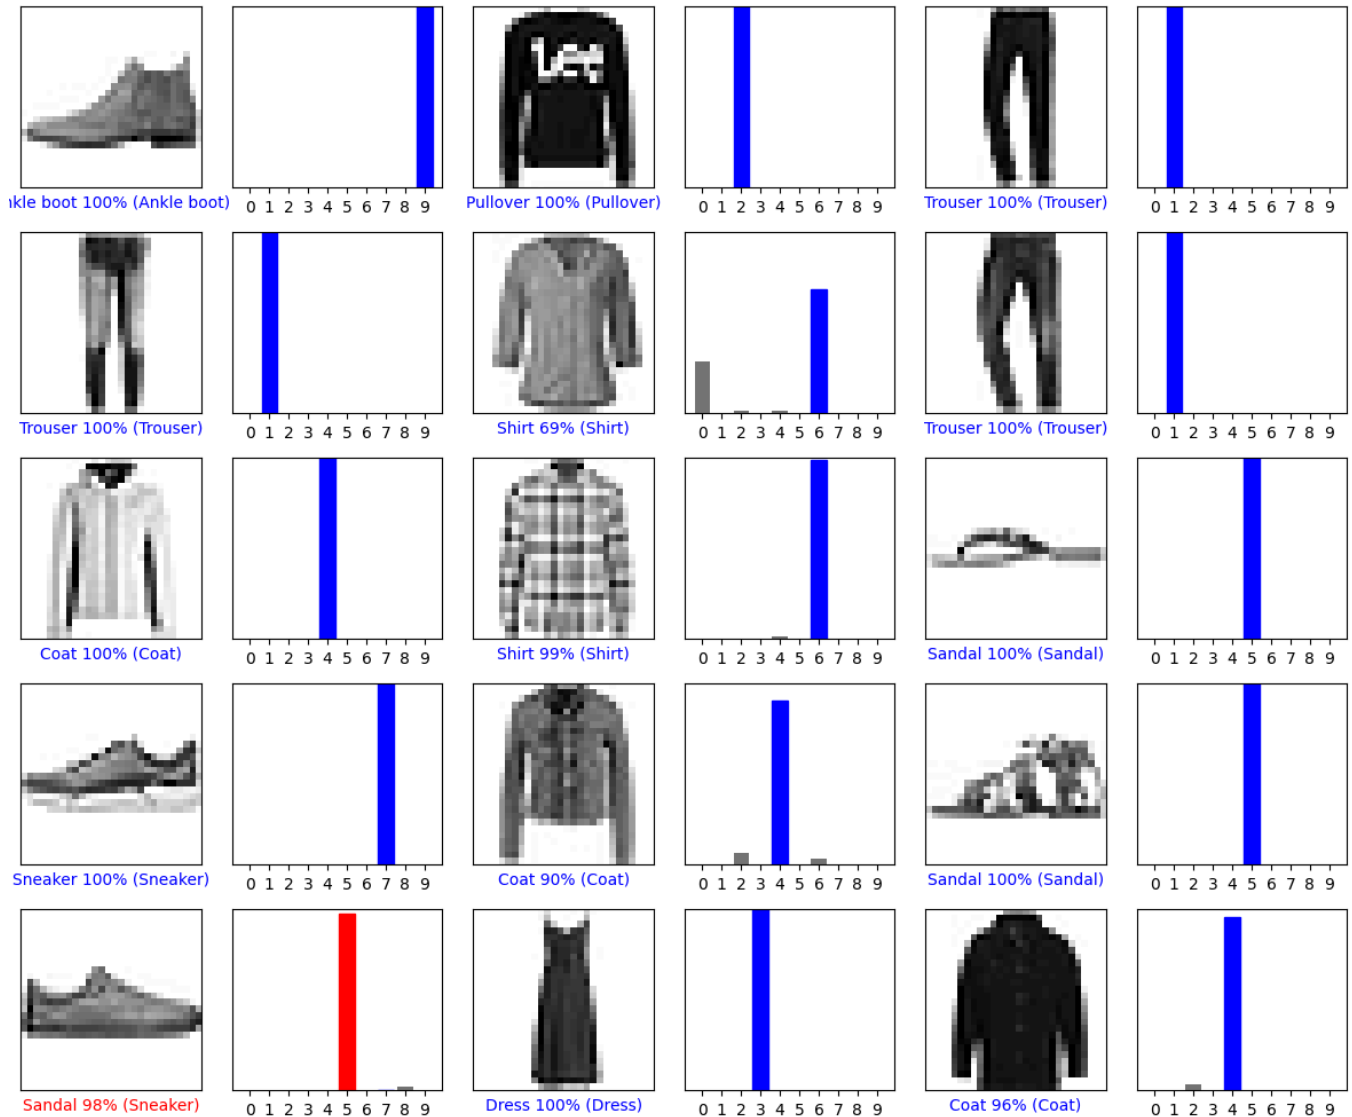 Lee
nkle boot 100% (Ankle boot)
0 1 2 3 4 5 6 7 8 9
Pullover 100% (Pullover)
0 1 2 3 4 5 6 7 8 9
Trouser 100% (Trouser)
0 1 2 3 4 5 6 7 8 9
Trouser 100% (Trouser)
0 1 2 3 4 5 6 7 8 9
Shirt 69% (Shirt)
0 1 2 3 4 5 6 7 8 9
Trouser 100% (Trouser)
0 1 2 3 4 5 6 7 8 9
Coat 100% (Coat)
0 1 2 3 4 5 6 7 8 9
Shirt 99% (Shirt)
0 1 2 3 4 5 6 7 8 9
Sandal 100% (Sandal)
0 1 2 3 4 5 6 7 8 9
Sneaker 100% (Sneaker)
0 1 2 3 4 5 6 7 8 9
Coat 90% (Coat)
0 1 2 3 4 5 6 7 8 9
Sandal 100% (Sandal)
0 1 2 3 4 5 6 7 8 9
Sandal 98% (Sneaker)
0 1 2 3 4 5 6 7 8 9
Dress 100% (Dress)
0 1 2 3 4 5 6 7 8 9
Coat 96% (Coat)
0 1 2 3 4 5 6 7 8 9